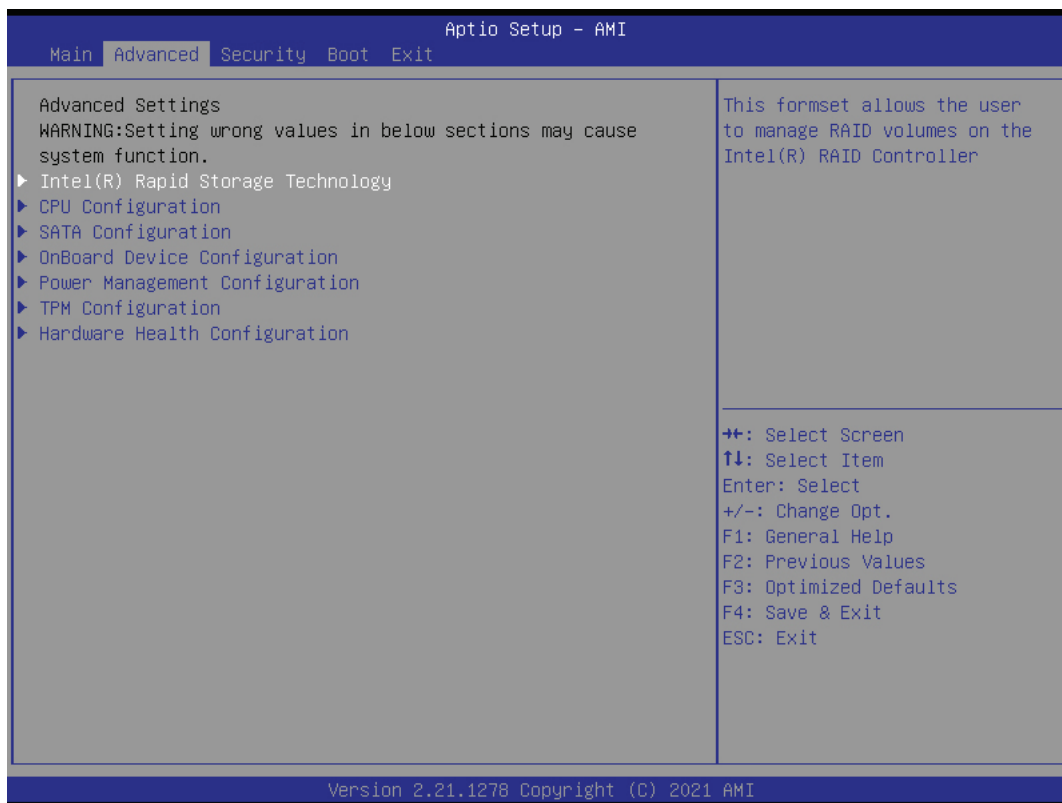 Aptio Setup – AMI
Main Advanced Security Boot Exit
Advanced Settings
WARNING:Setting wrong values in below sections may cause
system function.
▶ Intel(R) Rapid Storage Technology
▶ CPU Configuration
▶ SATA Configuration
▶ OnBoard Device Configuration
▶ Power Management Configuration
▶ TPM Configuration
▶ Hardware Health Configuration
This formset allows the user
to manage RAID volumes on the
Intel(R) RAID Controller
→←: Select Screen
↑↓: Select Item
Enter: Select
+/-: Change Opt.
F1: General Help
F2: Previous Values
F3: Optimized Defaults
F4: Save & Exit
ESC: Exit
Version 2.21.1278 Copyright (C) 2021 AMI